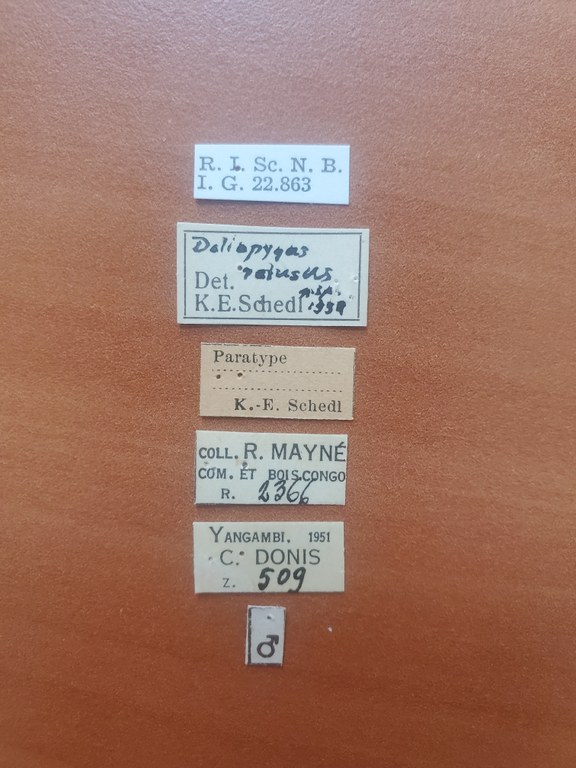 R. I. Sc. N. B.
I. G. 22.863
Doliopygus
retusus
Det.
n. sp.
K.E.Schedl 1959
Paratype
K.-E. Schedl
COLL. R. MAYNÉ
COM. ET BOIS.CONGO
R. 2366
YANGAMBI. 1951
C. DONIS
Z. 509
♂